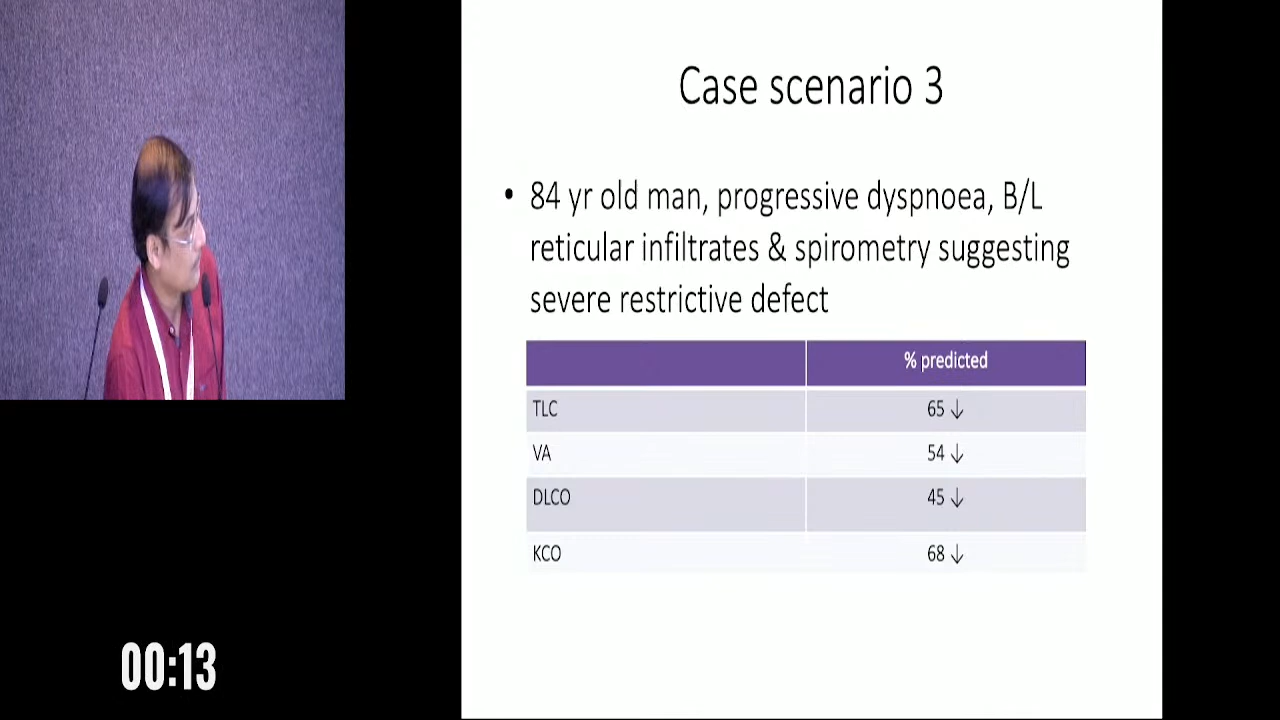 Case scenario 3
• 84 yr old man, progressive dyspnoea, B/L
reticular infiltrates & spirometry suggesting
severe restrictive defect
% predicted
TLC 65 ↓
VA 54 ↓
DLCO 45 ↓
KCO 68 ↓
00:13